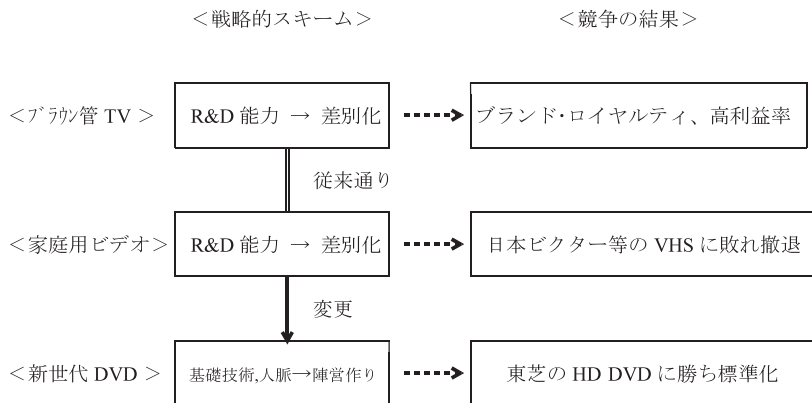 ＜戦略的スキーム＞ ＜競争の結果＞
＜ブラウン管 TV ＞ R&D 能力 → 差別化 ブランド・ロイヤルティ、高利益率
従来通り
＜家庭用ビデオ＞ R&D 能力 → 差別化 日本ビクター等の VHS に敗れ撤退
変更
＜新世代 DVD ＞ 基礎技術,人脈→陣営作り 東芝の HD DVD に勝ち標準化